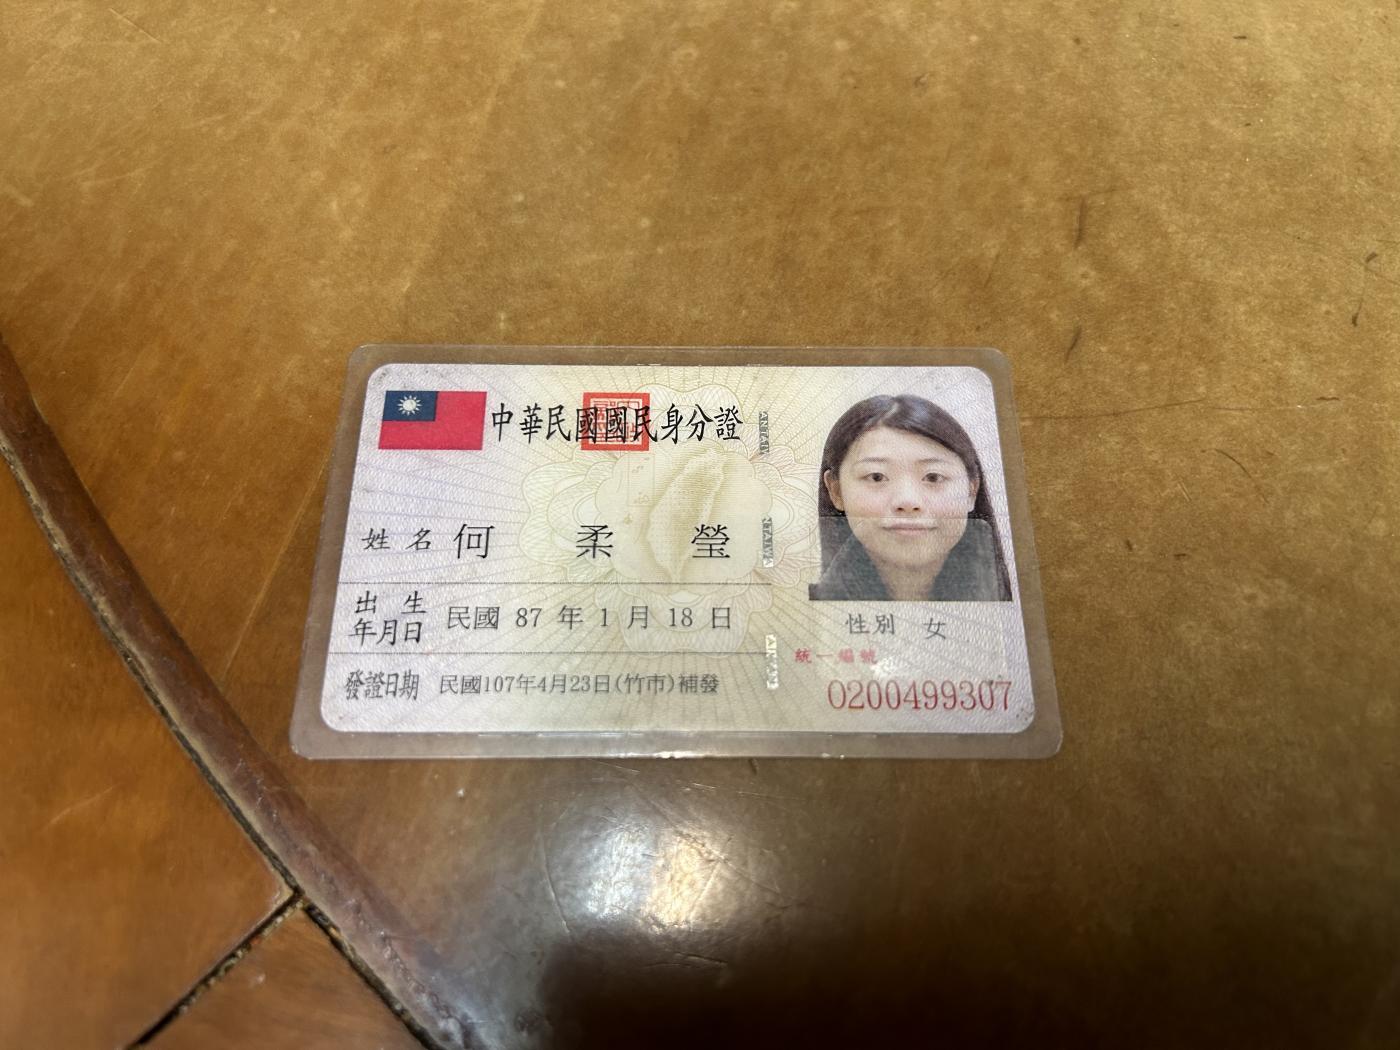 中華民國國民身分證
姓名 何柔瑩
出生年月日 民國 87 年 1 月 18 日
發證日期 民國107年4月23日(竹市)補發
性別 女
統一編號
O200499307